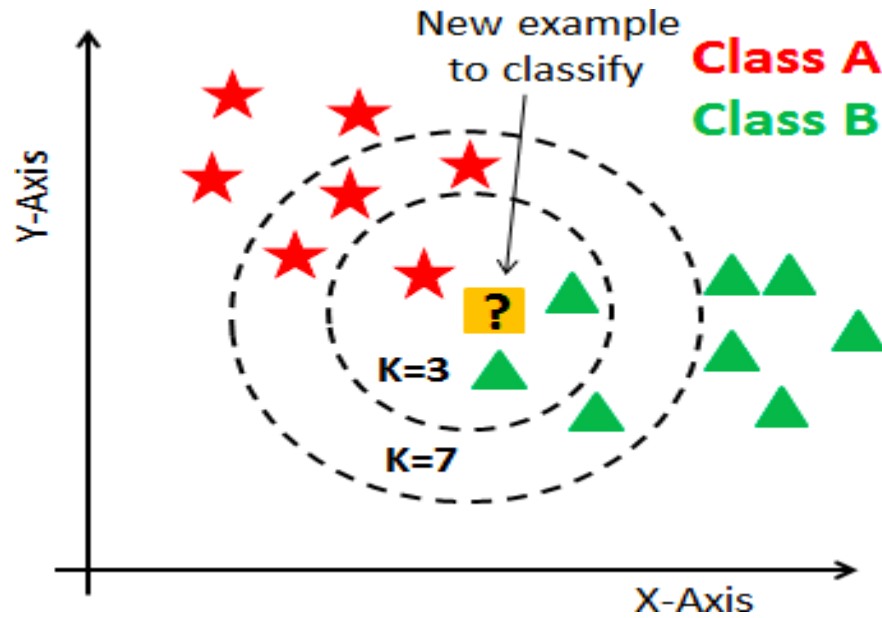 New example
to classify
Class A
Class B
Y-Axis
?
K=3
K=7
X-Axis